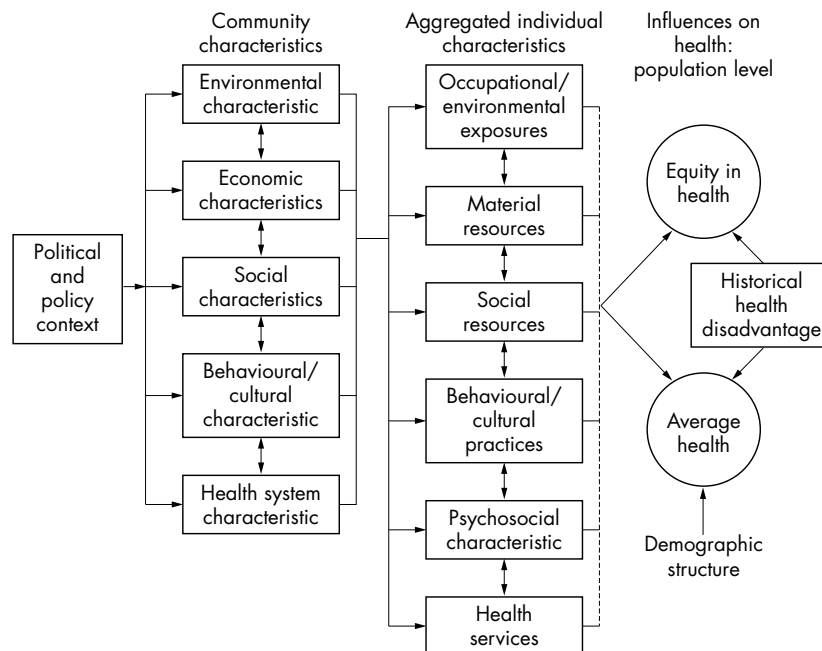 Community
characteristics
Aggregated individual
characteristics
Influences on
health:
population level
Political
and
policy
context
Environmental
characteristic
Economic
characteristics
Social
characteristics
Behavioural/
cultural
characteristic
Health system
characteristic
Occupational/
environmental
exposures
Material
resources
Social
resources
Behavioural/
cultural
practices
Psychosocial
characteristic
Health
services
Equity in
health
Historical
health
disadvantage
Average
health
Demographic
structure